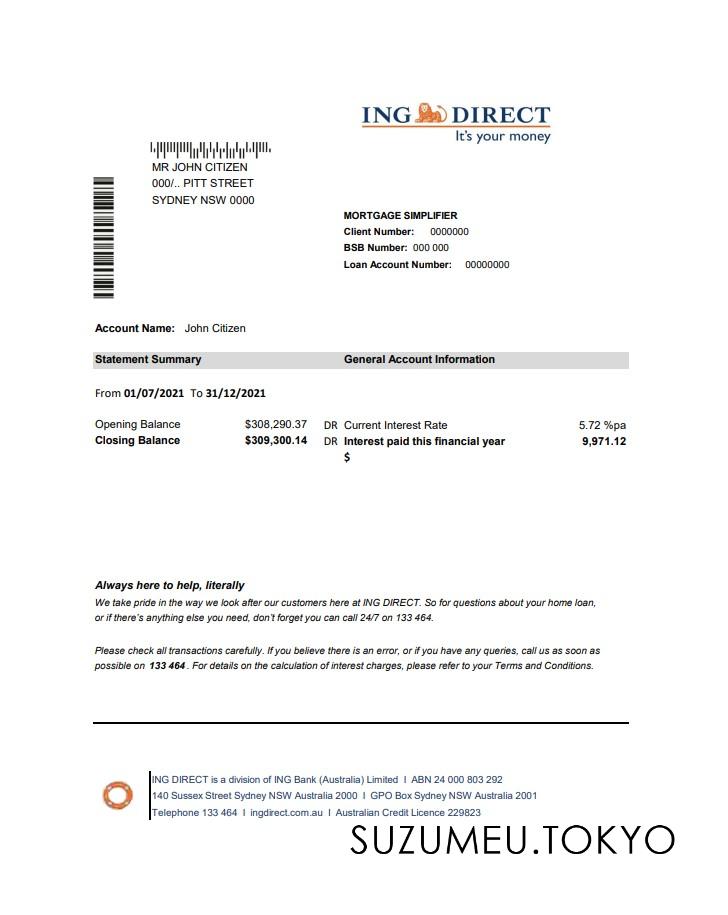 ING DIRECT
It's your money
MR JOHN CITIZEN
000/.. PITT STREET
SYDNEY NSW 0000
MORTGAGE SIMPLIFIER
Client Number: 0000000
BSB Number: 000 000
Loan Account Number: 00000000
Account Name: John Citizen
Statement Summary General Account Information
From 01/07/2021 To 31/12/2021
Opening Balance $308,290.37 DR Current Interest Rate 5.72 %pa
Closing Balance $309,300.14 DR Interest paid this financial year 9,971.12
$
Always here to help, literally
We take pride in the way we look after our customers here at ING DIRECT. So for questions about your home loan,
or if there's anything else you need, don't forget you can call 24/7 on 133 464.
Please check all transactions carefully. If you believe there is an error, or if you have any queries, call us as soon as
possible on 133 464 . For details on the calculation of interest charges, please refer to your Terms and Conditions.
ING DIRECT is a division of ING Bank (Australia) Limited I ABN 24 000 803 292
140 Sussex Street Sydney NSW Australia 2000 I GPO Box Sydney NSW Australia 2001
Telephone 133 464 I ingdirect.com.au I Australian Credit Licence 229823
SUZUMEU.TOKYO